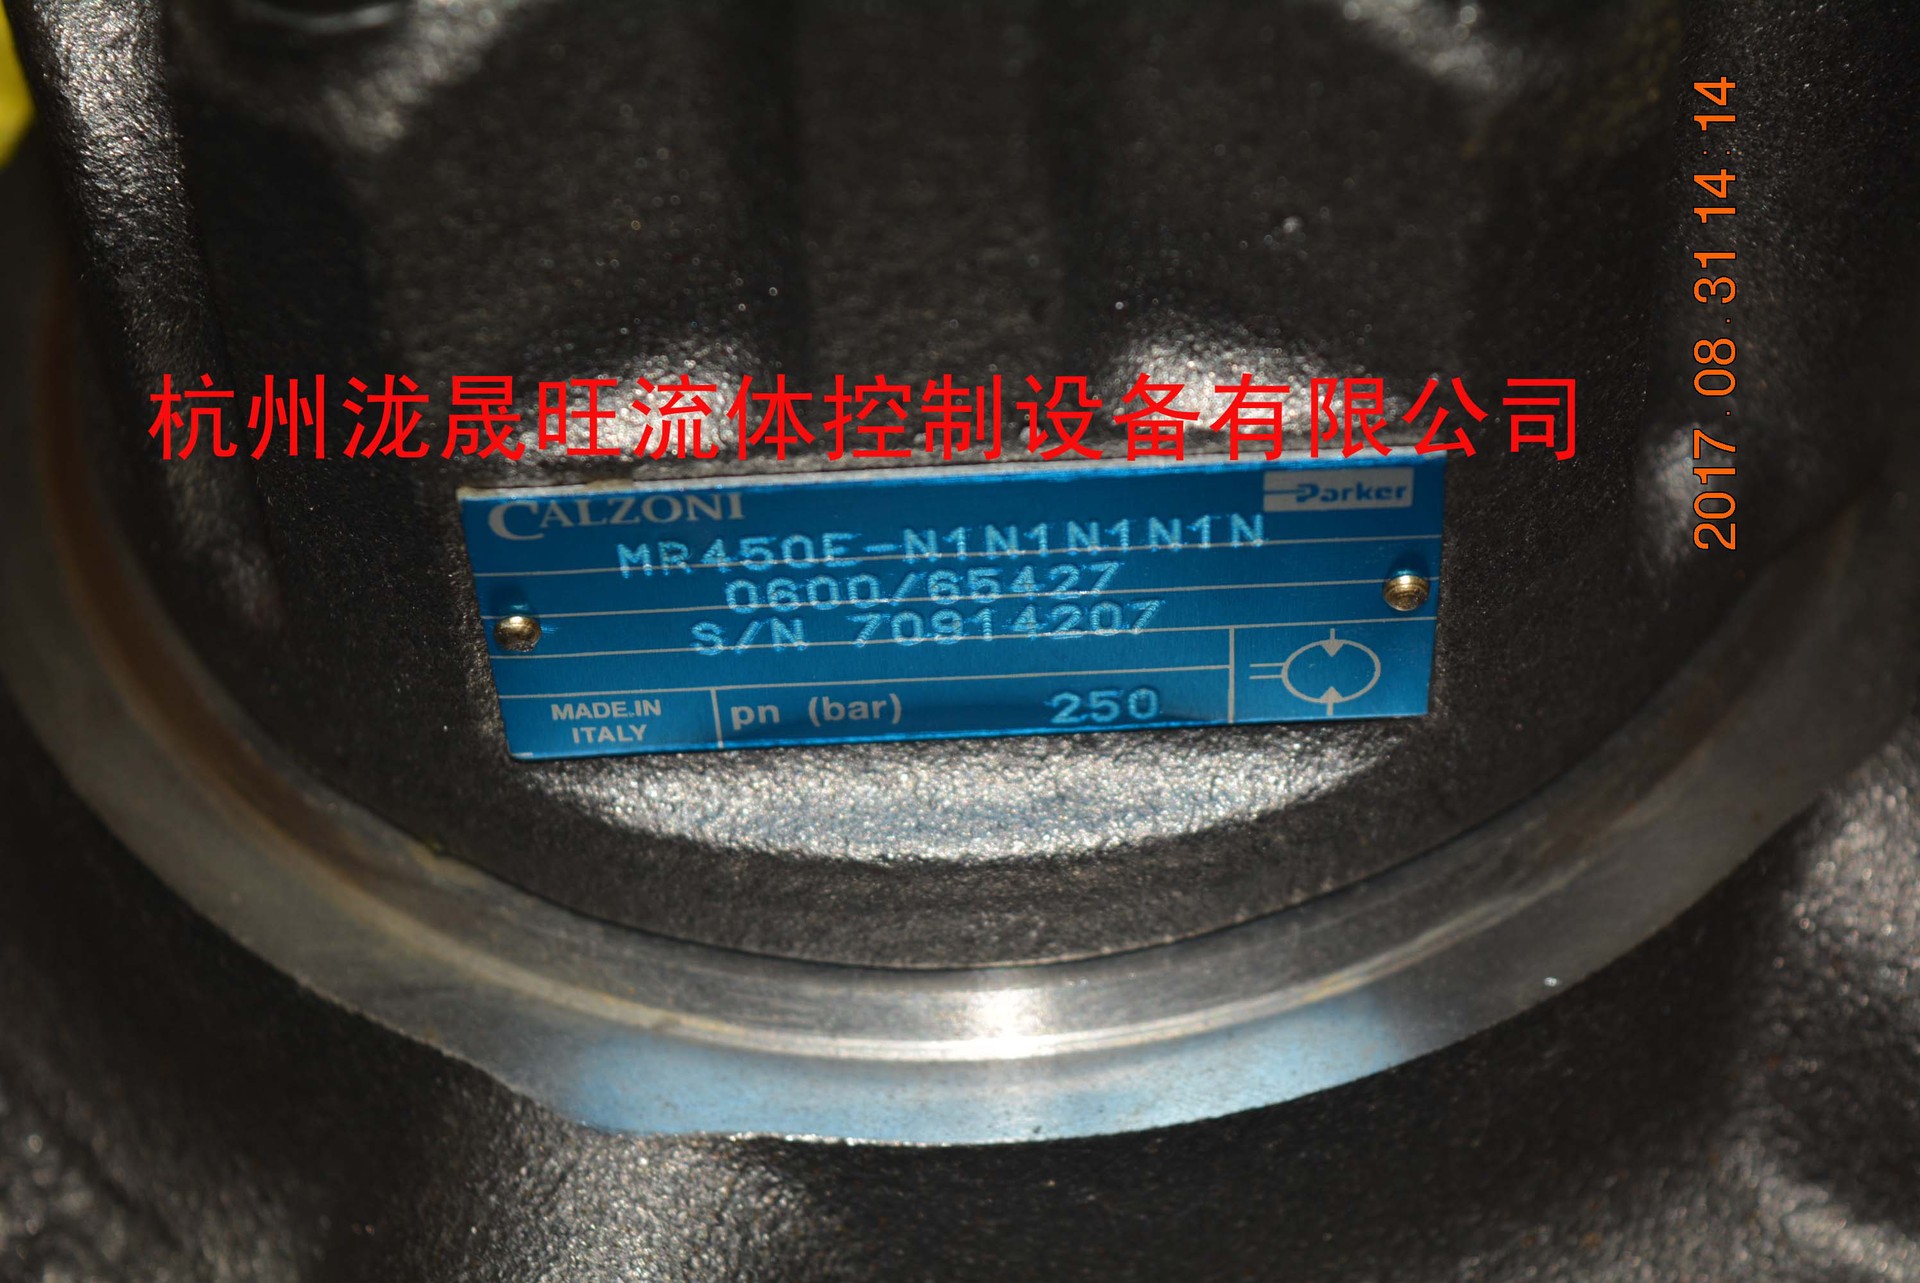 2017.08.31 14:14
杭州泷晟旺流体控制设备有限公司
CALZONI
Parker
MR450E-N1N1N1N1N
0600/65427
S/N 70914207
MADE IN
ITALY
pn (bar) 250